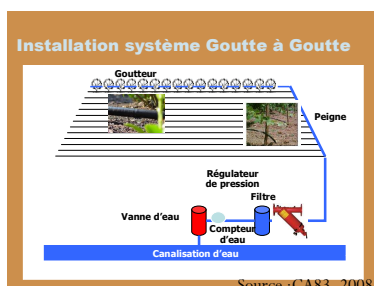 Installation système Goutte à Goutte
Goutteur
Peigne
Régulateur
de pression
Filtre
Vanne d'eau
Compteur
d'eau
Canalisation d'eau
Source :CA83, 2008